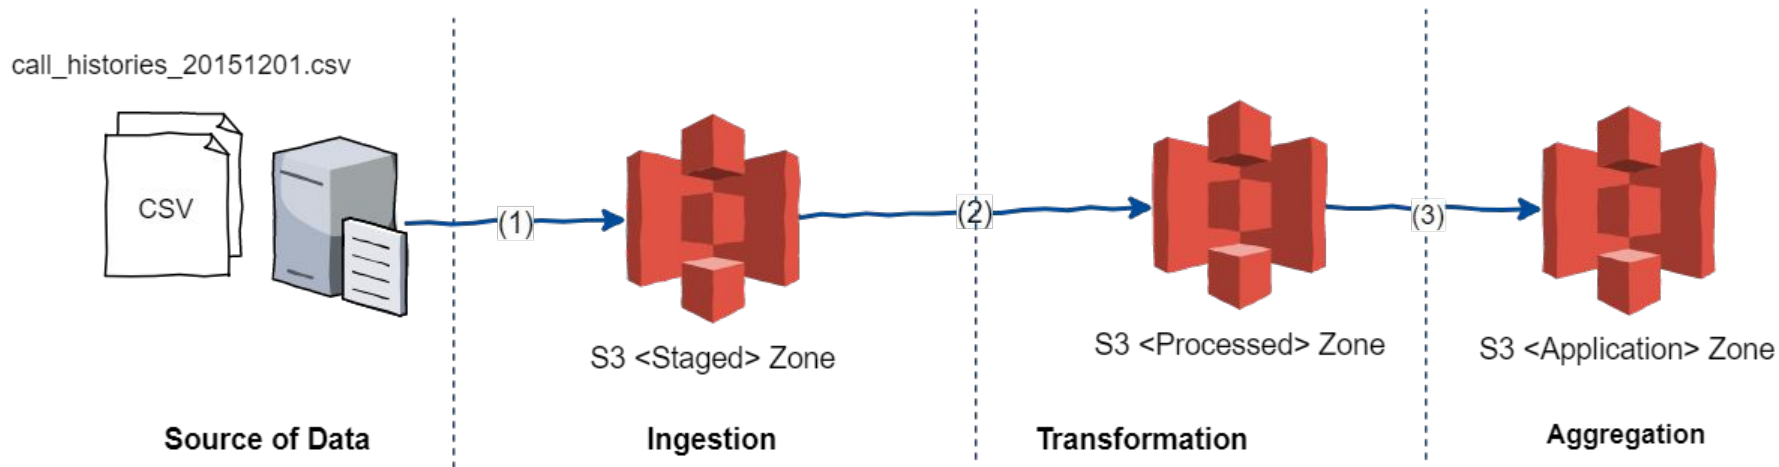 call_histories_20151201.csv
CSV
(1)
(2)
(3)
S3 <Staged> Zone
S3 <Processed> Zone
S3 <Application> Zone
Source of Data
Ingestion
Transformation
Aggregation